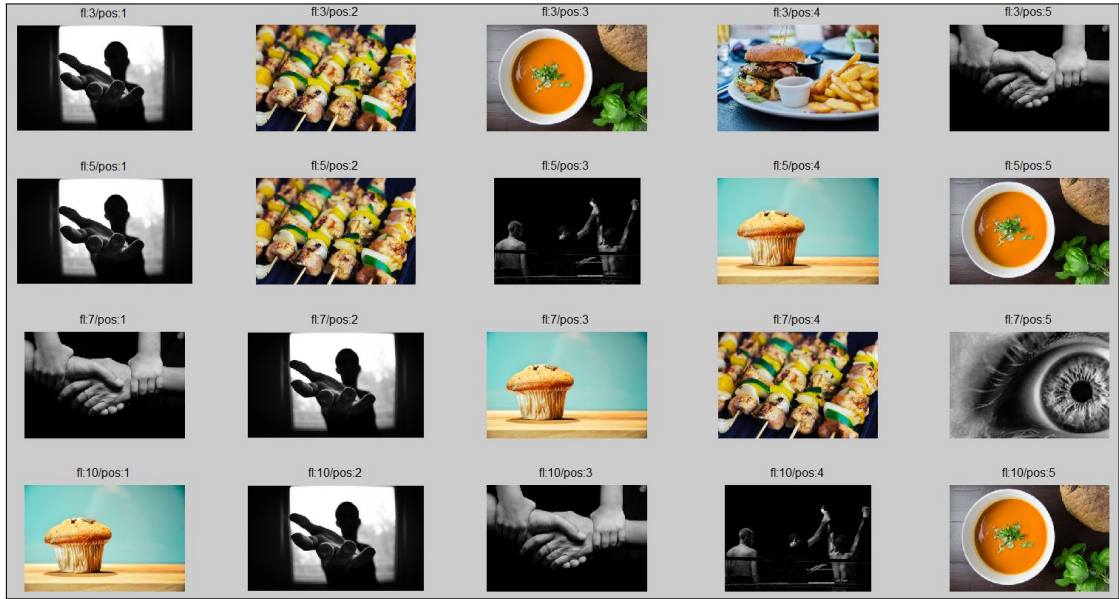 fl:3/pos:1 fl:3/pos:2 fl:3/pos:3 fl:3/pos:4 fl:3/pos:5
fl:5/pos:1 fl:5/pos:2 fl:5/pos:3 fl:5/pos:4 fl:5/pos:5
fl:7/pos:1 fl:7/pos:2 fl:7/pos:3 fl:7/pos:4 fl:7/pos:5
fl:10/pos:1 fl:10/pos:2 fl:10/pos:3 fl:10/pos:4 fl:10/pos:5